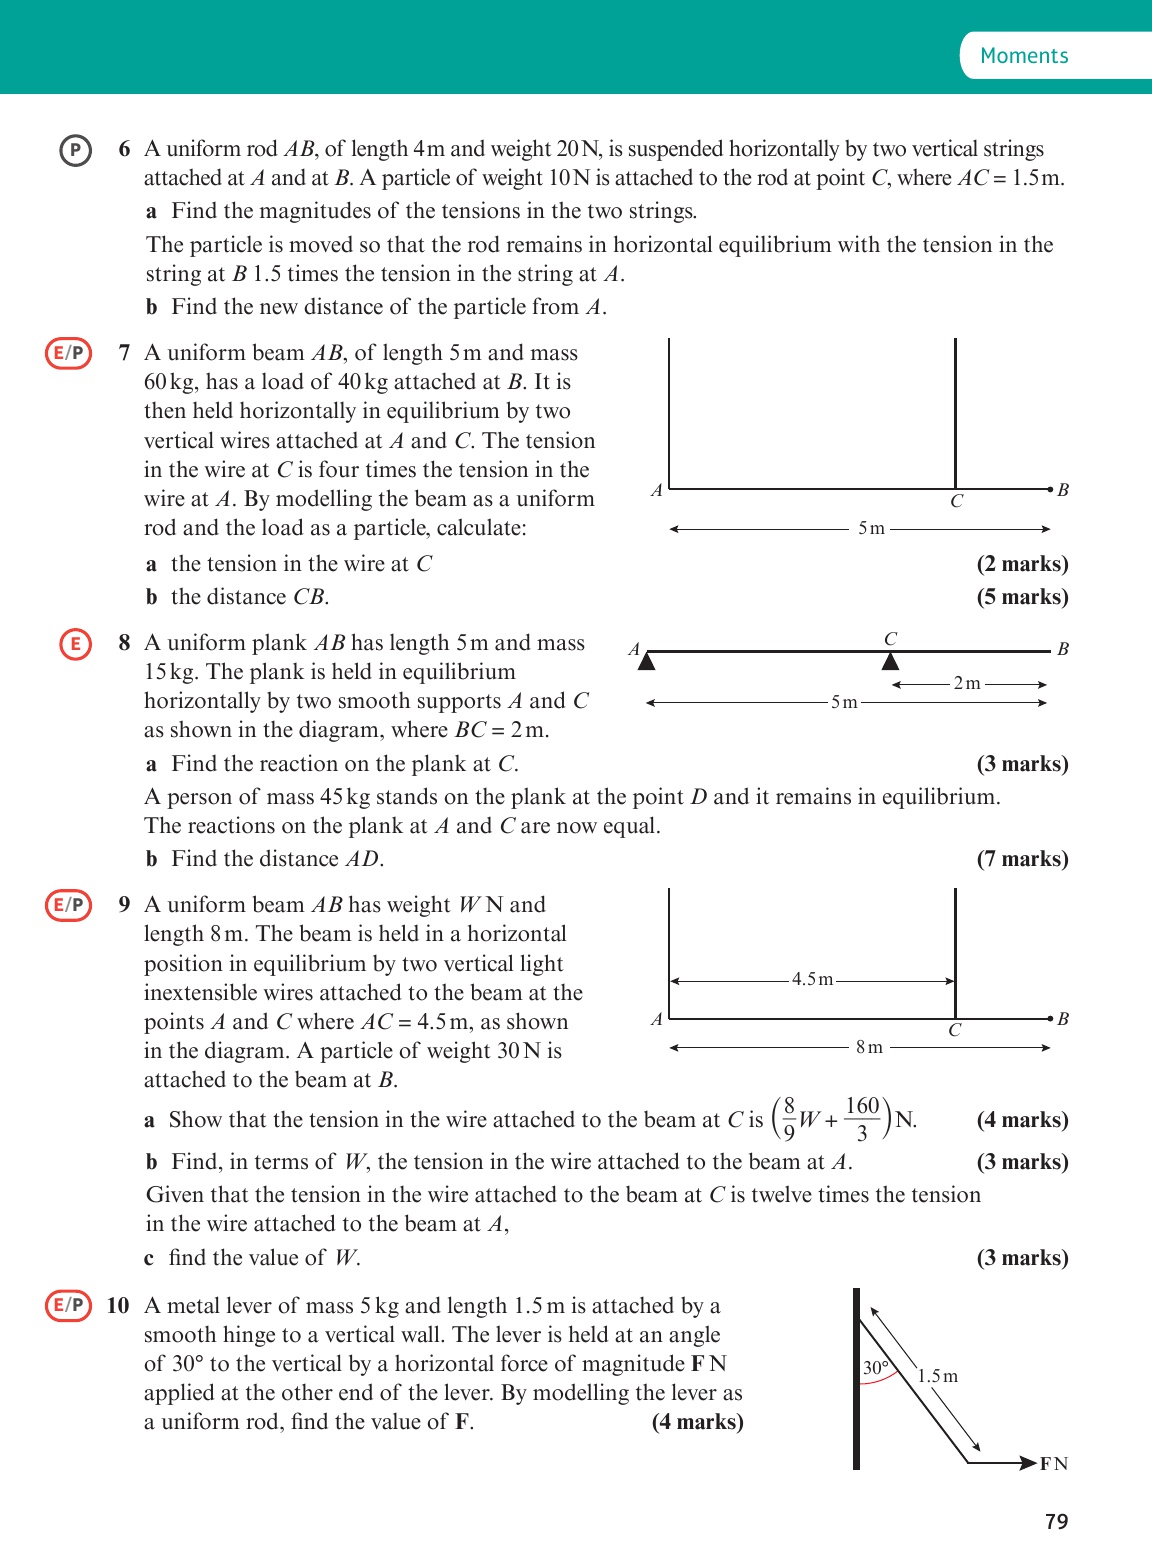 Moments
P 6 A uniform rod AB, of length 4 m and weight 20 N, is suspended horizontally by two vertical strings
attached at A and at B. A particle of weight 10 N is attached to the rod at point C, where AC = 1.5 m.
a Find the magnitudes of the tensions in the two strings.
The particle is moved so that the rod remains in horizontal equilibrium with the tension in the
string at B 1.5 times the tension in the string at A.
b Find the new distance of the particle from A.
E/P 7 A uniform beam AB, of length 5 m and mass
60 kg, has a load of 40 kg attached at B. It is
then held horizontally in equilibrium by two
vertical wires attached at A and C. The tension
in the wire at C is four times the tension in the
wire at A. By modelling the beam as a uniform
rod and the load as a particle, calculate:
A
C
B
5 m
a the tension in the wire at C (2 marks)
b the distance CB. (5 marks)
E 8 A uniform plank AB has length 5 m and mass
15 kg. The plank is held in equilibrium
horizontally by two smooth supports A and C
as shown in the diagram, where BC = 2 m.
A
C
B
2 m
5 m
a Find the reaction on the plank at C. (3 marks)
A person of mass 45 kg stands on the plank at the point D and it remains in equilibrium.
The reactions on the plank at A and C are now equal.
b Find the distance AD. (7 marks)
E/P 9 A uniform beam AB has weight W N and
length 8 m. The beam is held in a horizontal
position in equilibrium by two vertical light
inextensible wires attached to the beam at the
points A and C where AC = 4.5 m, as shown
in the diagram. A particle of weight 30 N is
attached to the beam at B.
4.5 m
A
C
B
8 m
a Show that the tension in the wire attached to the beam at C is (8/9 W + 160/3) N. (4 marks)
b Find, in terms of W, the tension in the wire attached to the beam at A. (3 marks)
Given that the tension in the wire attached to the beam at C is twelve times the tension
in the wire attached to the beam at A,
c find the value of W. (3 marks)
E/P 10 A metal lever of mass 5 kg and length 1.5 m is attached by a
smooth hinge to a vertical wall. The lever is held at an angle
of 30° to the vertical by a horizontal force of magnitude F N
applied at the other end of the lever. By modelling the lever as
a uniform rod, find the value of F. (4 marks)
30°
1.5 m
F N
79